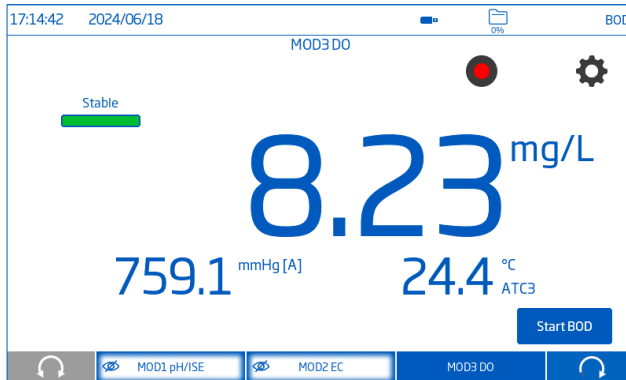 17:14:42 2024/06/18 0% BOD
MOD3 DO
Stable
8.23 mg/L
759.1 mmHg [A] 24.4 °C
ATC3
Start BOD
MOD1 pH/ISE MOD2 EC MOD3 DO